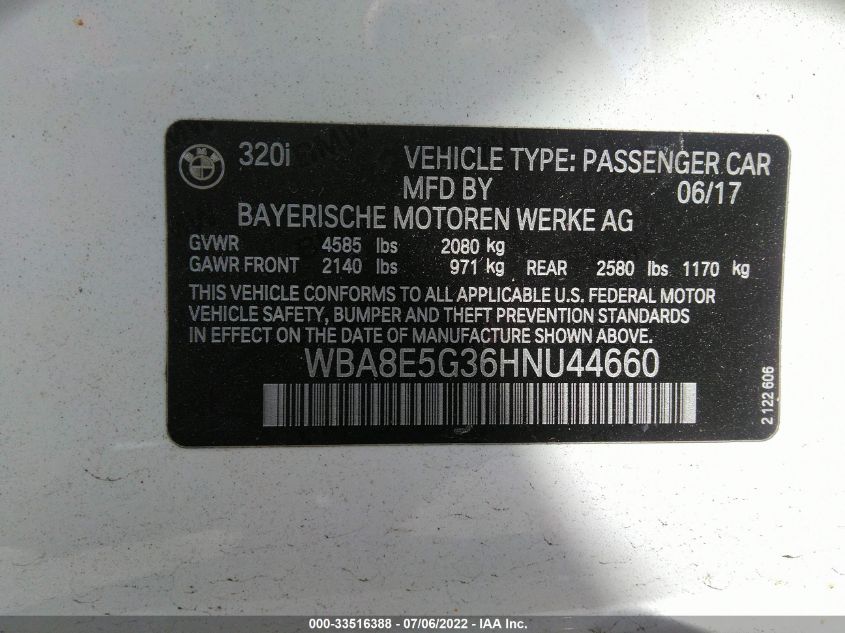 BMW 320i VEHICLE TYPE: PASSENGER CAR
MFD BY 06/17
BAYERISCHE MOTOREN WERKE AG
GVWR 4585 lbs 2080 kg
GAWR FRONT 2140 lbs 971 kg REAR 2580 lbs 1170 kg
THIS VEHICLE CONFORMS TO ALL APPLICABLE U.S. FEDERAL MOTOR
VEHICLE SAFETY, BUMPER AND THEFT PREVENTION STANDARDS
IN EFFECT ON THE DATE OF MANUFACTURE SHOWN ABOVE.
WBA8E5G36HNU44660
2 122 606
000-33516388 - 07/06/2022 - IAA Inc.